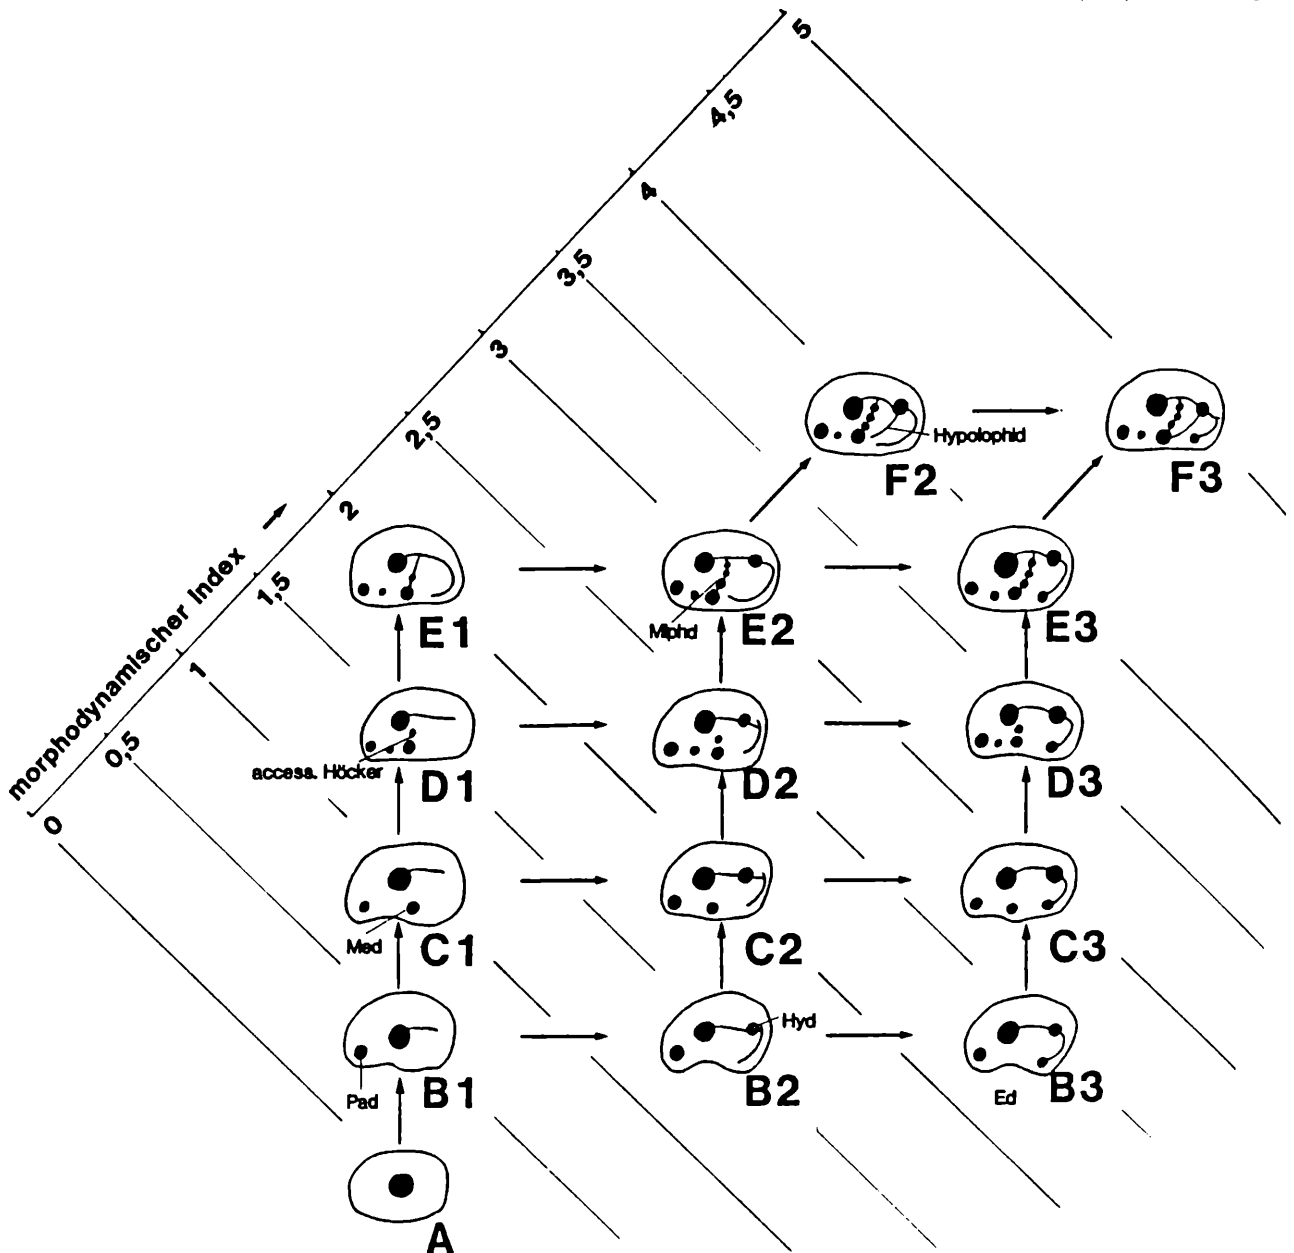 5
4,5
4
3,5
3
2,5
2
1,5
1
0,5
0
morphodynamischer Index
Hypolophid
F2
F3
E1
Mlphd
E2
E3
access. Höcker
D1
D2
D3
Med
C1
C2
C3
Hyd
Pad
B1
B2
Ed
B3
A